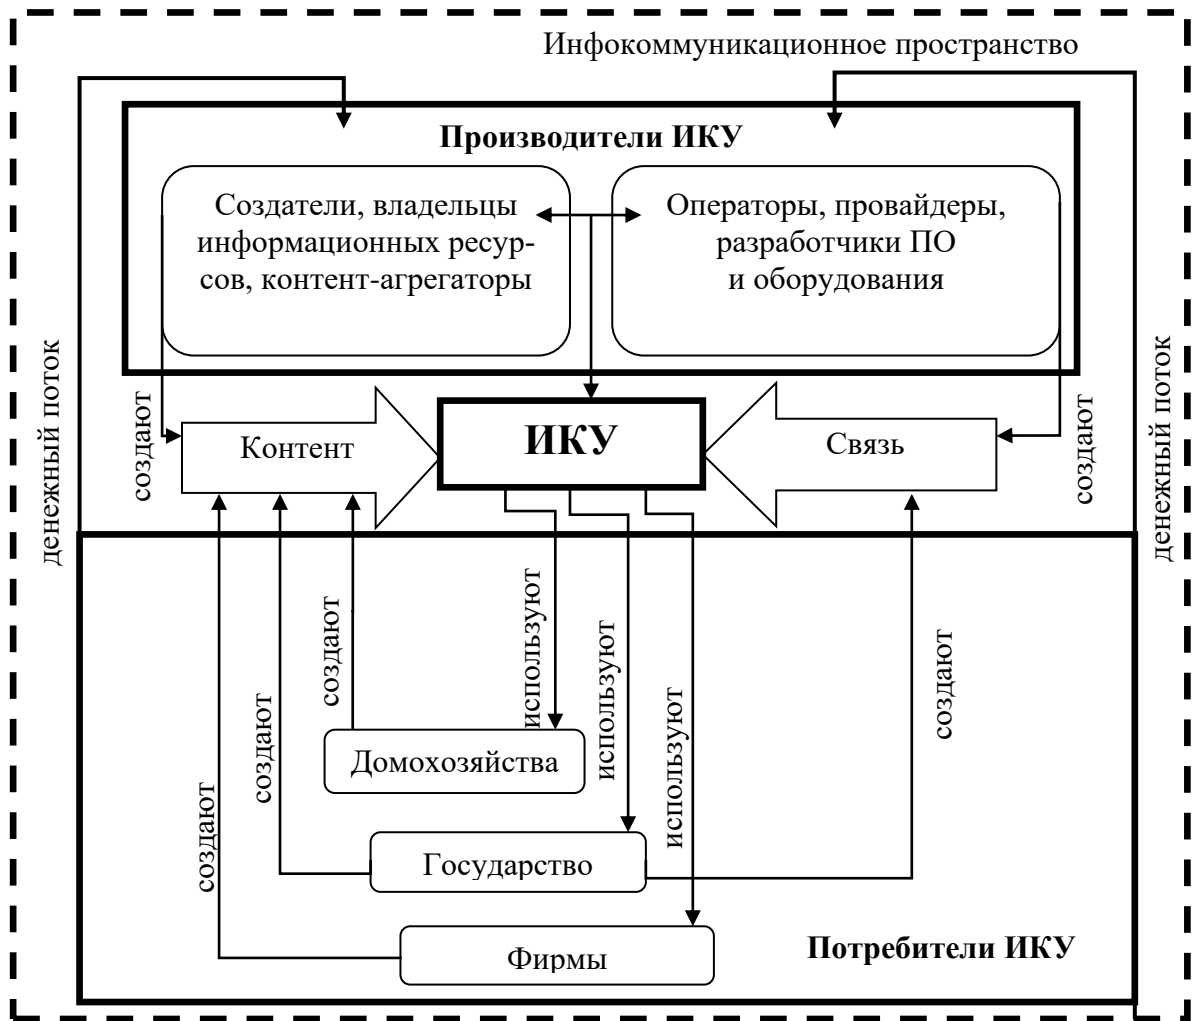 Инфокоммуникационное пространство
Производители ИКУ
Создатели, владельцы
информационных ресур-
сов, контент-агрегаторы
Операторы, провайдеры,
разработчики ПО
и оборудования
денежный поток
создают
Контент
ИКУ
Связь
создают
денежный поток
создают
создают
создают
используют
используют
используют
создают
Домохозяйства
Государство
Фирмы
Потребители ИКУ